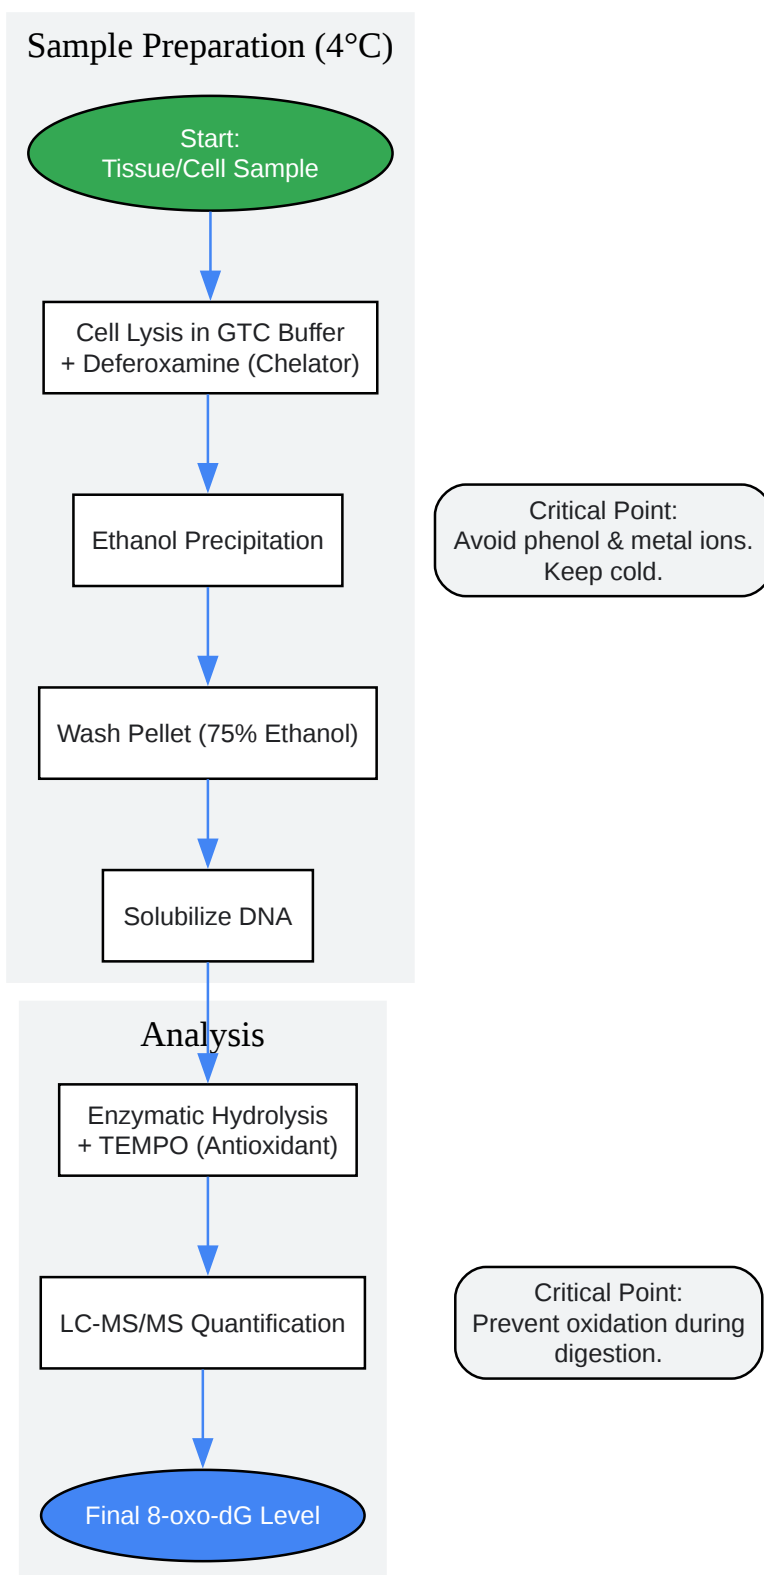 Sample Preparation (4°C)
Start:
Tissue/Cell Sample
Cell Lysis in GTC Buffer
+ Deferoxamine (Chelator)
Ethanol Precipitation
Critical Point:
Avoid phenol & metal ions.
Keep cold.
Wash Pellet (75% Ethanol)
Solubilize DNA
Analysis
Enzymatic Hydrolysis
+ TEMPO (Antioxidant)
LC-MS/MS Quantification
Critical Point:
Prevent oxidation during
digestion.
Final 8-oxo-dG Level